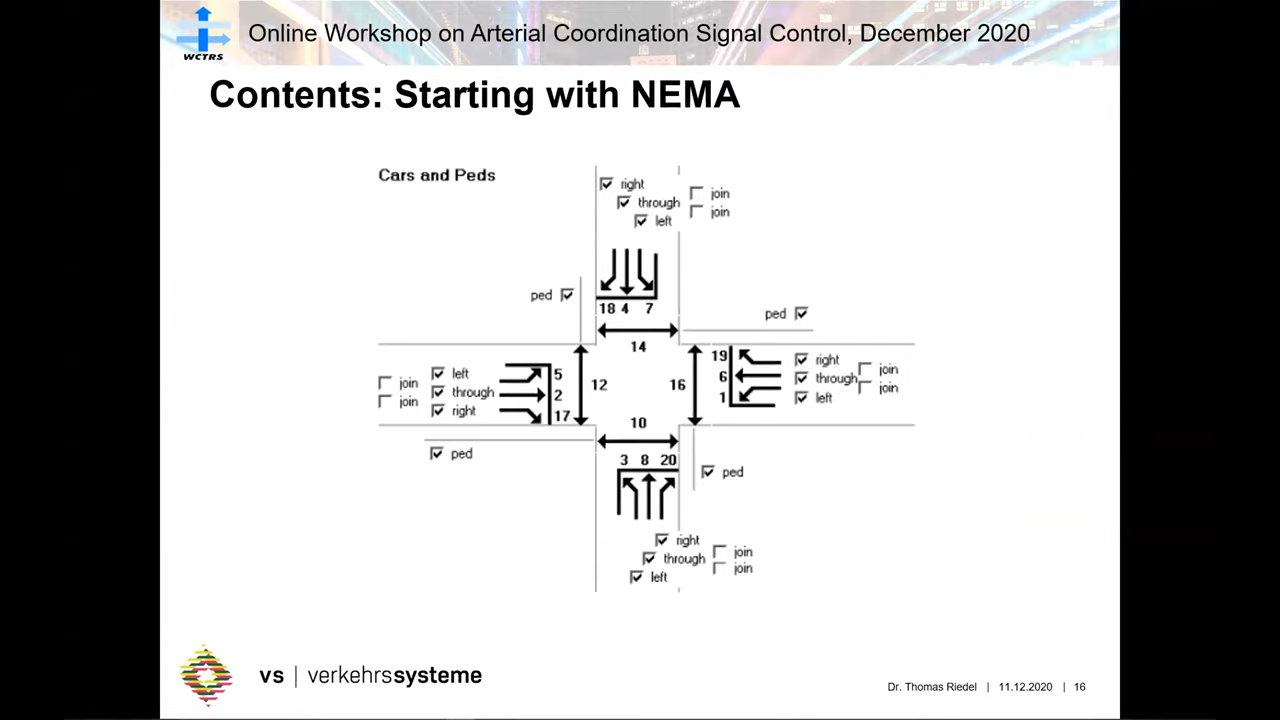 Online Workshop on Arterial Coordination Signal Control, December 2020
WCTRS
Contents: Starting with NEMA
Cars and Peds
right
through
left
join
join
ped
18 4 7
ped
14
left
through
right
join
join
5
2
17
12
16
19
6
1
right
through
left
join
join
10
ped
3 8 20
ped
right
through
left
join
join
vs | verkehrssysteme
Dr. Thomas Riedel | 11.12.2020 | 16